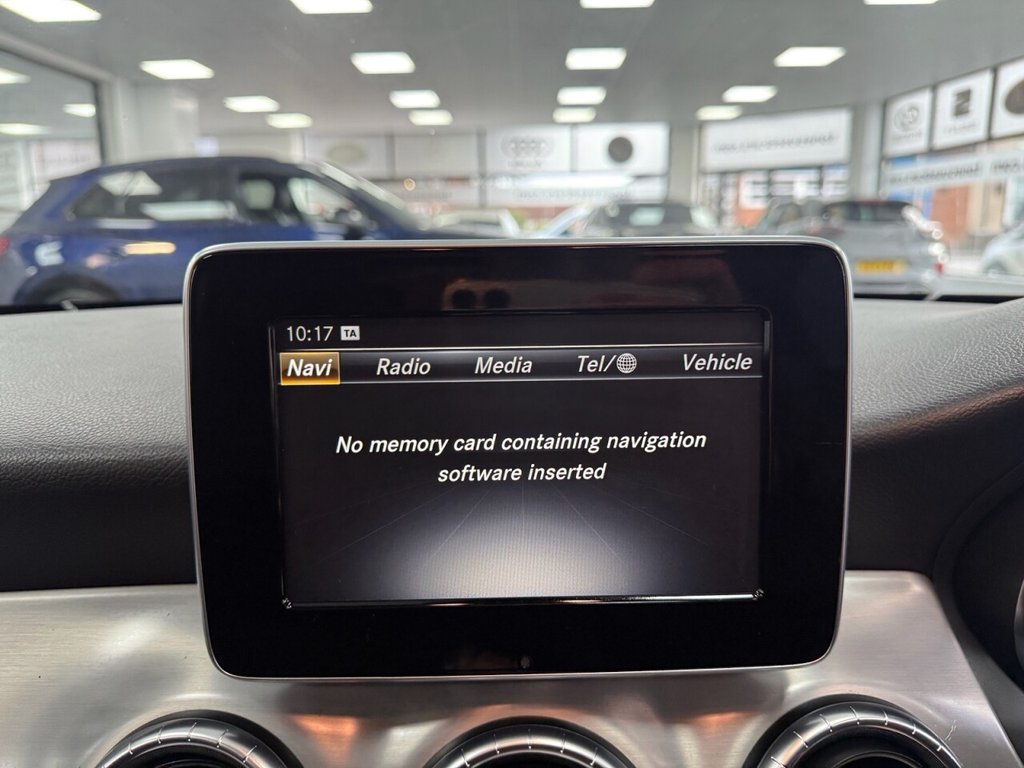 10:17 TA
Navi Radio Media Tel/ Vehicle
No memory card containing navigation
software inserted